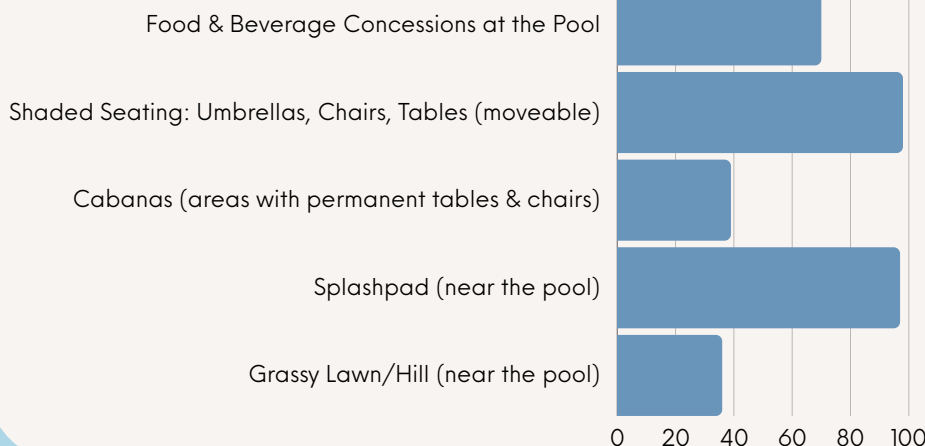 Food & Beverage Concessions at the Pool
Shaded Seating: Umbrellas, Chairs, Tables (moveable)
Cabanas (areas with permanent tables & chairs)
Splashpad (near the pool)
Grassy Lawn/Hill (near the pool)
0 20 40 60 80 100